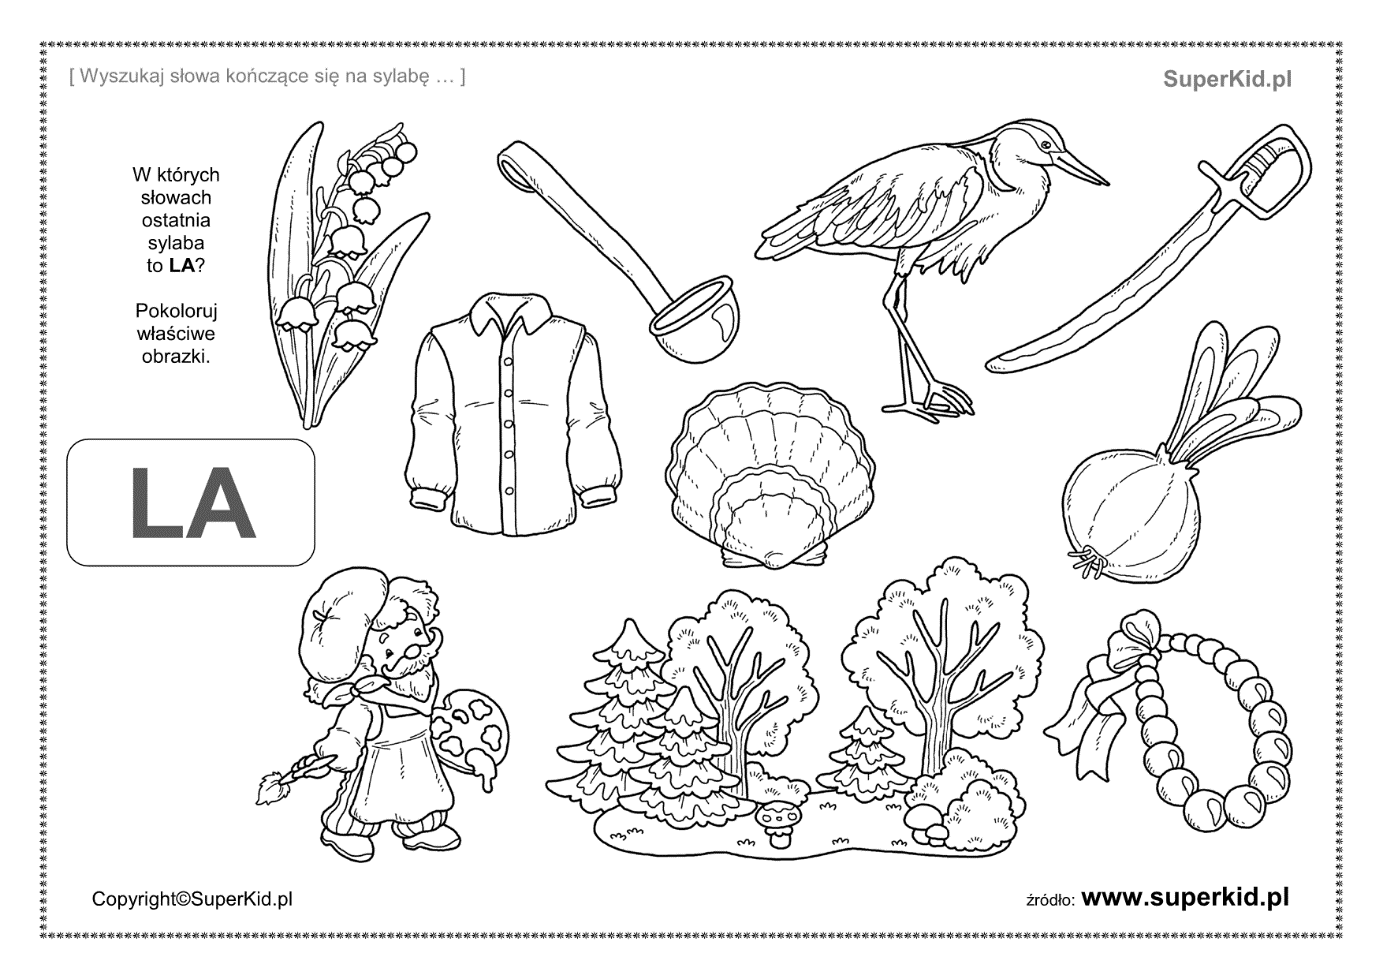 [ Wyszukaj słowa kończące się na sylabę … ]
SuperKid.pl
W których
słowach
ostatnia
sylaba
to LA?
Pokoloruj
właściwe
obrazki.
LA
Copyright©SuperKid.pl
źródło: www.superkid.pl